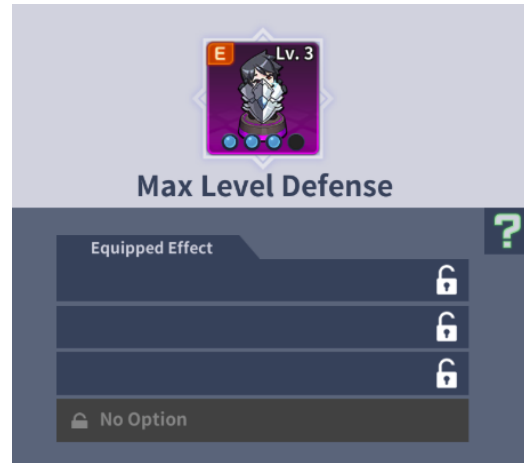 E
Lv. 3
Max Level Defense
?
Equipped Effect
No Option